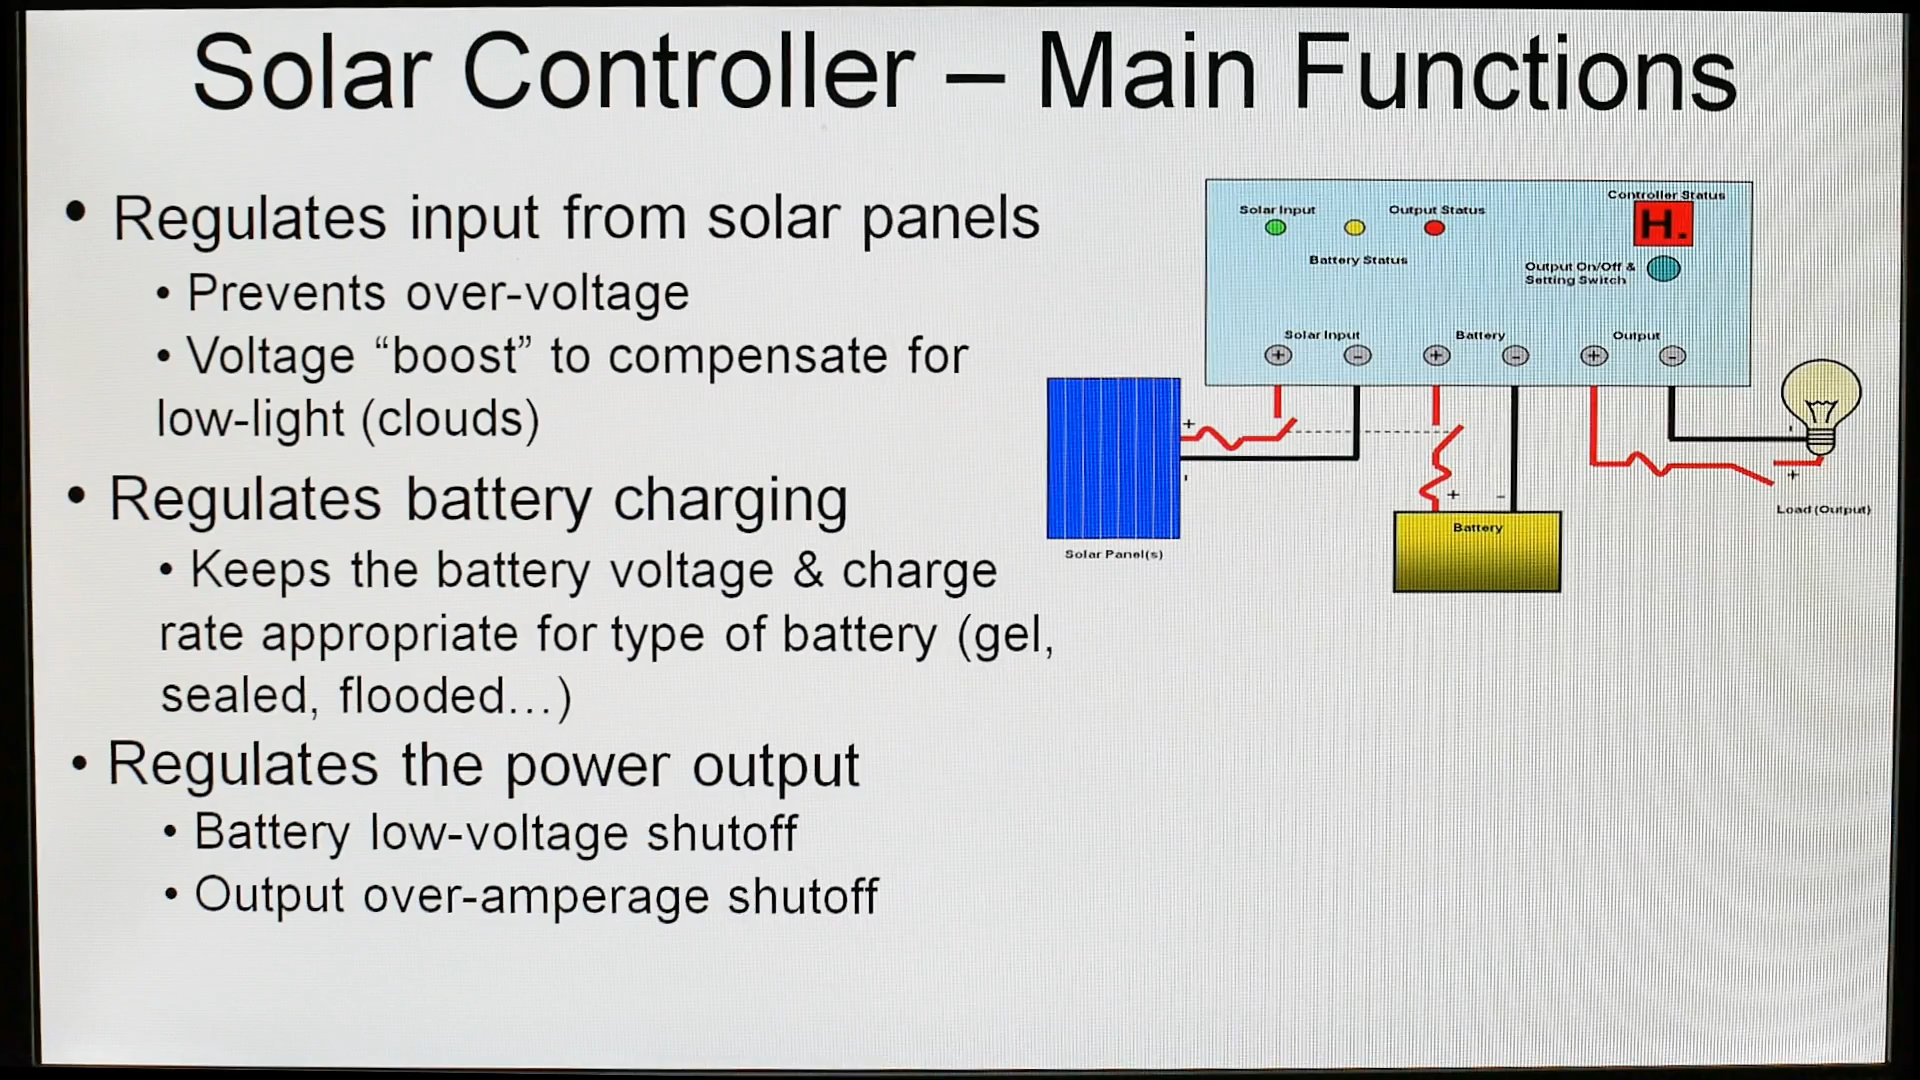 Solar Controller – Main Functions
• Regulates input from solar panels
• Prevents over-voltage
• Voltage “boost” to compensate for
low-light (clouds)
• Regulates battery charging
• Keeps the battery voltage & charge
rate appropriate for type of battery (gel,
sealed, flooded…)
• Regulates the power output
• Battery low-voltage shutoff
• Output over-amperage shutoff
Controller Status
Solar Input
Output Status
H.
Battery Status
Output On/Off &
Setting Switch
Solar Input
Battery
Output
+ - + - + -
+
-
Solar Panel(s)
+ -
Battery
-
+
Load (Output)